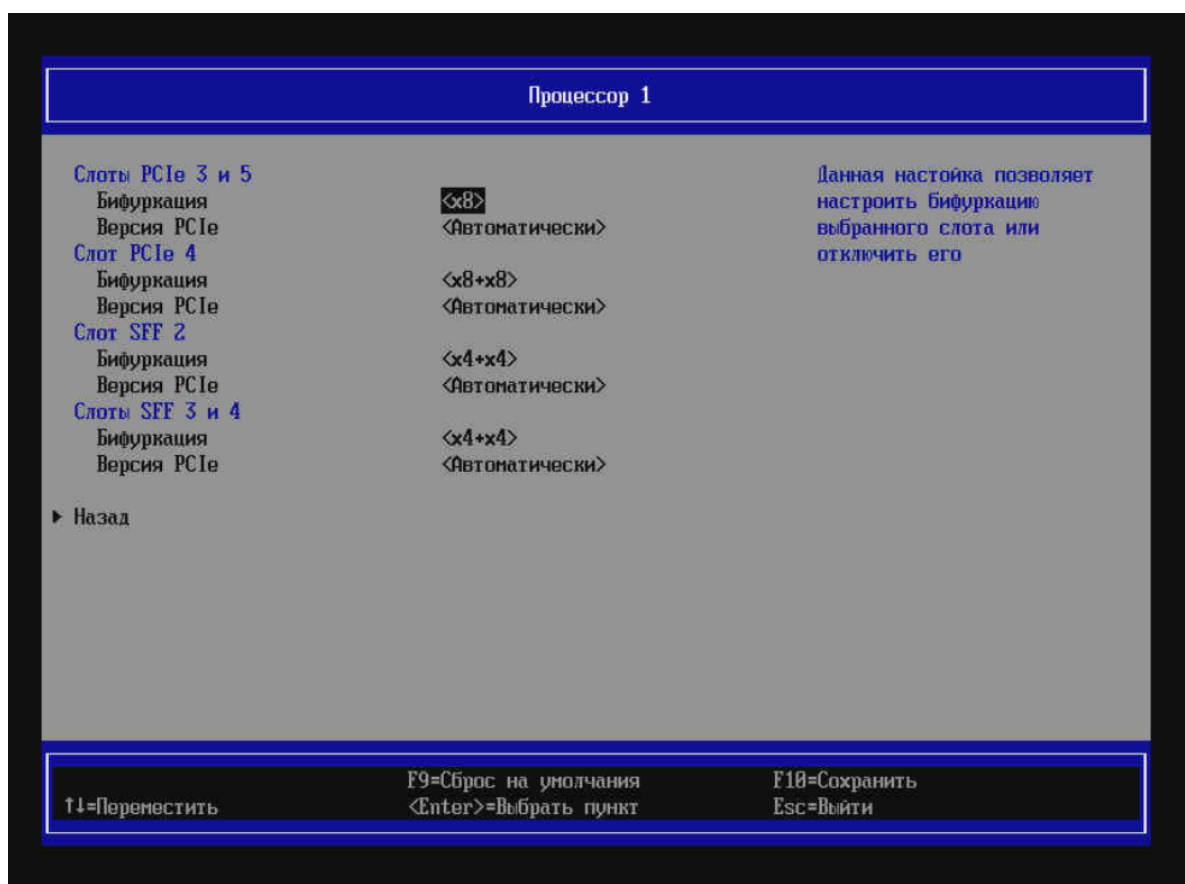 Процессор 1
Слоты PCIe 3 и 5
Бифуркация <x8>
Версия PCIe <Автоматически>
Слот PCIe 4
Бифуркация <x8+x8>
Версия PCIe <Автоматически>
Слот SFF 2
Бифуркация <x4+x4>
Версия PCIe <Автоматически>
Слоты SFF 3 и 4
Бифуркация <x4+x4>
Версия PCIe <Автоматически>
Назад
Данная настойка позволяет
настроить бифуркацию
выбранного слота или
отключить его
F9=Сброс на умолчания F10=Сохранить
↑↓=Переместить <Enter>=Выбрать пункт Esc=Выйти